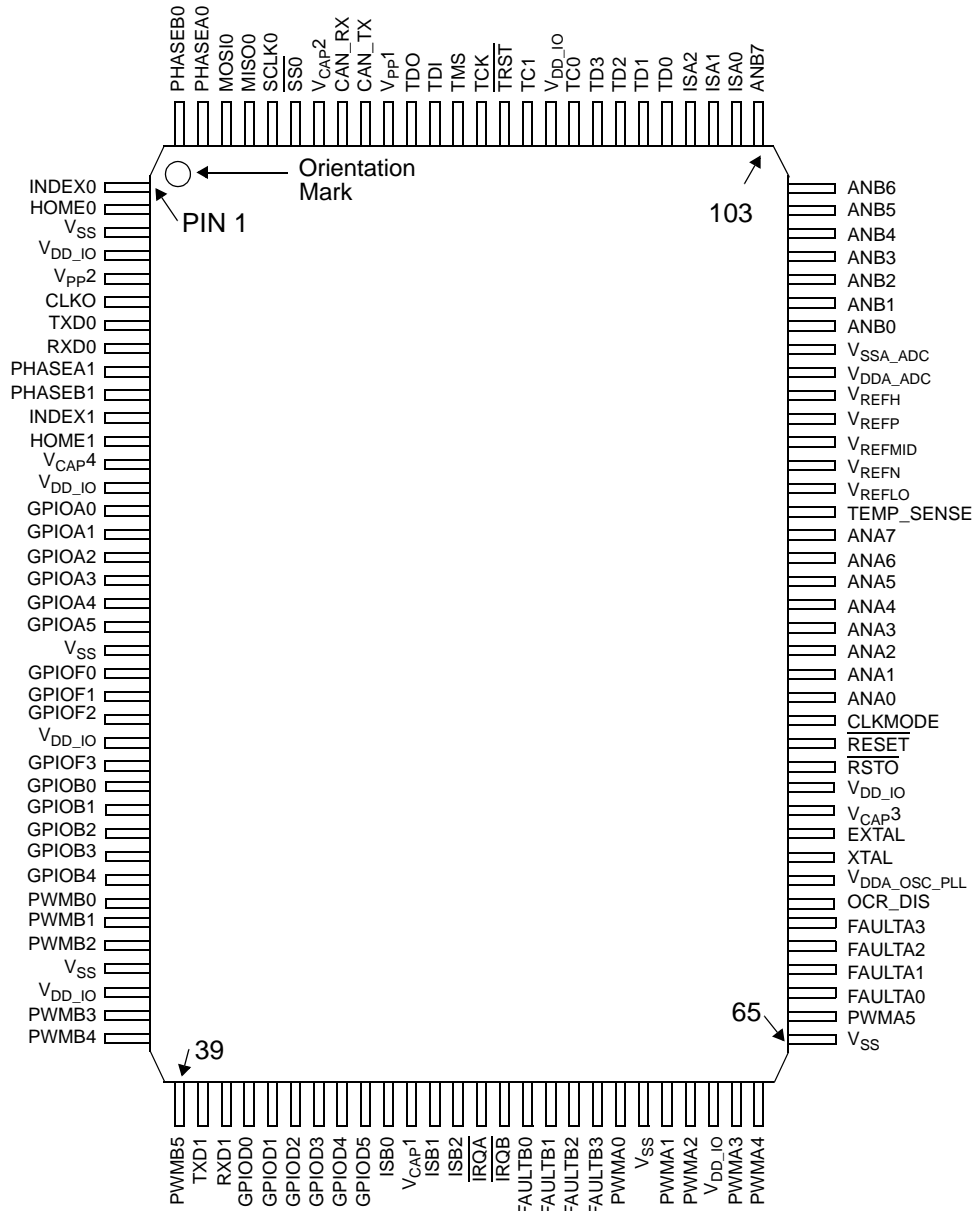 PHASEB0
PHASEA0
MOSI0
MISO0
SCLK0
SS0
VCAP2
CAN_RX
CAN_TX
VPP1
TDO
TDI
TMS
TCK
TRST
TC1
VDD_IO
TC0
TD3
TD2
TD1
TD0
ISA2
ISA1
ISA0
ANB7
Orientation
Mark
PIN 1
103
INDEX0
HOME0
VSS
VDD_IO
VPP2
CLKO
TXD0
RXD0
PHASEA1
PHASEB1
INDEX1
HOME1
VCAP4
VDD_IO
GPIOA0
GPIOA1
GPIOA2
GPIOA3
GPIOA4
GPIOA5
VSS
GPIOF0
GPIOF1
GPIOF2
VDD_IO
GPIOF3
GPIOB0
GPIOB1
GPIOB2
GPIOB3
GPIOB4
PWMB0
PWMB1
PWMB2
VSS
VDD_IO
PWMB3
PWMB4
ANB6
ANB5
ANB4
ANB3
ANB2
ANB1
ANB0
VSSA_ADC
VDDA_ADC
VREFH
VREFP
VREFMID
VREFN
VREFLO
TEMP_SENSE
ANA7
ANA6
ANA5
ANA4
ANA3
ANA2
ANA1
ANA0
CLKMODE
RESET
RSTO
VDD_IO
VCAP3
EXTAL
XTAL
VDDA_OSC_PLL
OCR_DIS
FAULTA3
FAULTA2
FAULTA1
FAULTA0
PWMA5
VSS
39
65
PWMB5
TXD1
RXD1
GPIOD0
GPIOD1
GPIOD2
GPIOD3
GPIOD4
GPIOD5
ISB0
VCAP1
ISB1
ISB2
IRQA
IRQB
FAULTB0
FAULTB1
FAULTB2
FAULTB3
PWMA0
VSS
PWMA1
PWMA2
VDD_IO
PWMA3
PWMA4